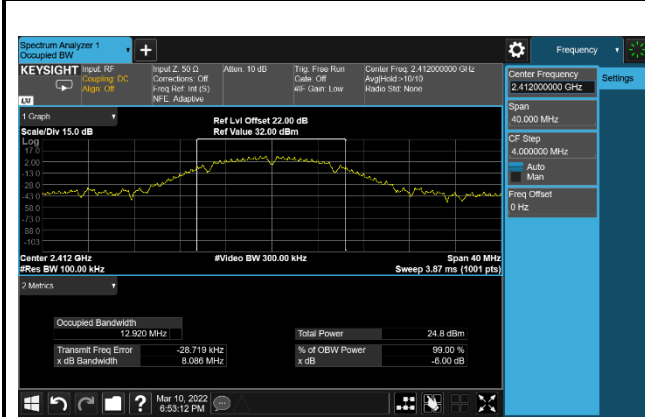 Spectrum Analyzer 1
Occupied BW
Frequency
KEYSIGHT
Input: RF
Coupling: DC
Align: Off
Input Z: 50 Ω
Corrections: Off
Freq Ref: Int (S)
NFE: Adaptive
Atten: 10 dB
Trig: Free Run
Gate: Off
#IF Gain: Low
Center Freq: 2.412000000 GHz
Avg|Hold:>10/10
Radio Std: None
LXI
Center Frequency
2.412000000 GHz
Settings
Span
40.000 MHz
CF Step
4.000000 MHz
Auto
Man
Freq Offset
0 Hz
1 Graph
Scale/Div 15.0 dB
Ref Lvl Offset 22.00 dB
Ref Value 32.00 dBm
Log
17.0
2.00
-13.0
-28.0
-43.0
-58.0
-73.0
-88.0
-103
Center 2.412 GHz
#Video BW 300.00 kHz
Span 40 MHz
#Res BW 100.00 kHz
Sweep 3.87 ms (1001 pts)
2 Metrics
Occupied Bandwidth
12.920 MHz
Total Power 24.8 dBm
Transmit Freq Error -28.719 kHz
% of OBW Power 99.00 %
x dB Bandwidth 8.086 MHz
x dB -6.00 dB
?
Mar 10, 2022
6:53:12 PM